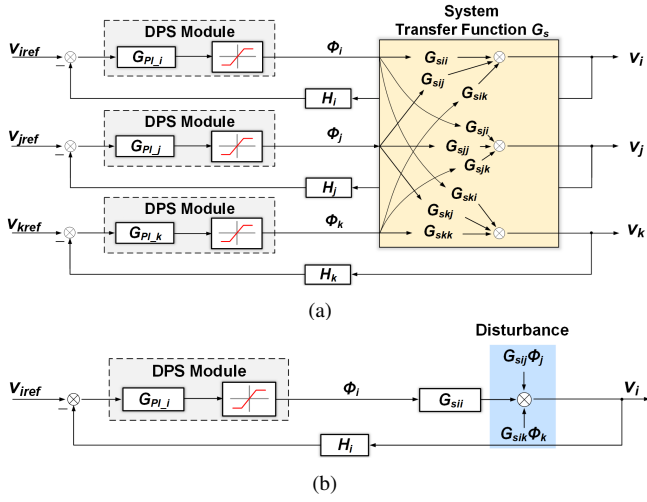 System
Transfer Function Gs
DPS Module
Viref
GPI_i
Φi
Gsii
Gsij
Gsik
Vi
Hi
DPS Module
Vjref
GPI_j
Φj
Gsji
Gsjj
Gsjk
Vj
Hj
DPS Module
Vkref
GPI_k
Φk
Gski
Gskj
Gskk
Vk
Hk
(a)
Disturbance
DPS Module
Viref
GPI_i
Φi
Gsii
GsijΦj
GsikΦk
Vi
Hi
(b)